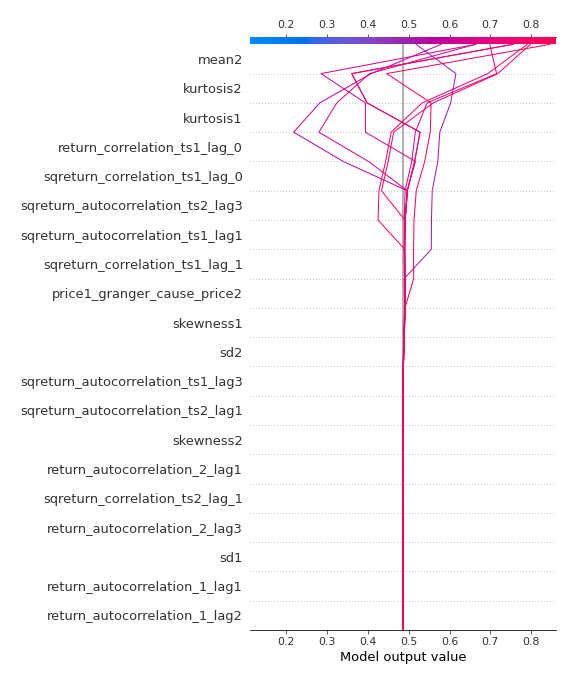 0.2 0.3 0.4 0.5 0.6 0.7 0.8
mean2
kurtosis2
kurtosis1
return_correlation_ts1_lag_0
sqreturn_correlation_ts1_lag_0
sqreturn_autocorrelation_ts2_lag3
sqreturn_autocorrelation_ts1_lag1
sqreturn_correlation_ts1_lag_1
price1_granger_cause_price2
skewness1
sd2
sqreturn_autocorrelation_ts1_lag3
sqreturn_autocorrelation_ts2_lag1
skewness2
return_autocorrelation_2_lag1
sqreturn_correlation_ts2_lag_1
return_autocorrelation_2_lag3
sd1
return_autocorrelation_1_lag1
return_autocorrelation_1_lag2
0.2 0.3 0.4 0.5 0.6 0.7 0.8
Model output value